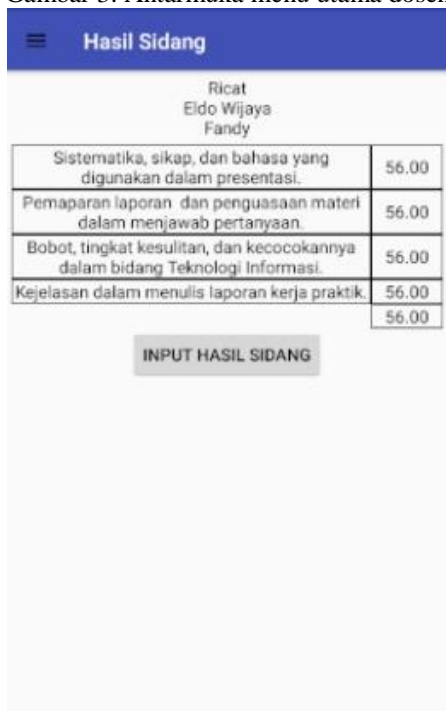 Gambar 5. Antarmuka menu utama dosen
Hasil Sidang
Ricat
Eldo Wijaya
Fandy
Sistematika, sikap, dan bahasa yang
digunakan dalam presentasi.
56.00
Pemaparan laporan dan penguasaan materi
dalam menjawab pertanyaan.
56.00
Bobot, tingkat kesulitan, dan kecocokannya
dalam bidang Teknologi Informasi.
56.00
Kejelasan dalam menulis laporan kerja praktik.
56.00
56.00
INPUT HASIL SIDANG